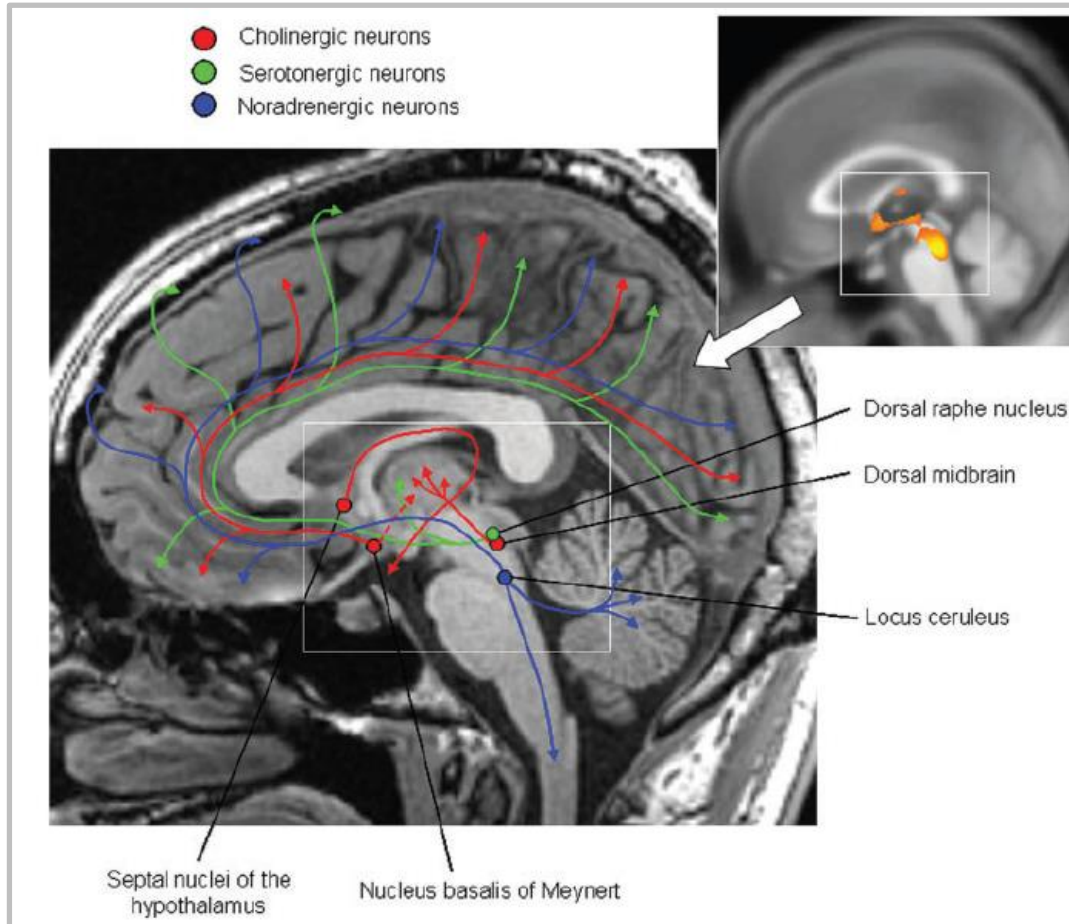 Cholinergic neurons
Serotonergic neurons
Noradrenergic neurons
Dorsal raphe nucleus
Dorsal midbrain
Locus ceruleus
Septal nuclei of the
hypothalamus
Nucleus basalis of Meynert